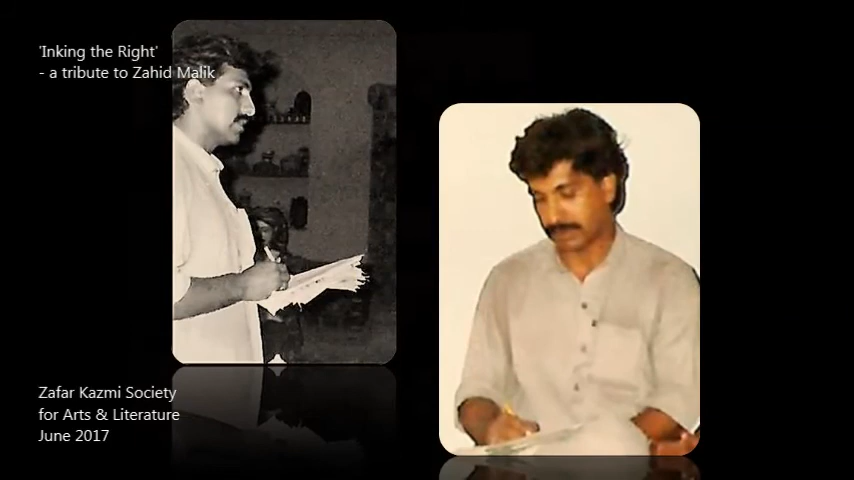 'Inking the Right'
- a tribute to Zahid Malik
Zafar Kazmi Society
for Arts & Literature
June 2017